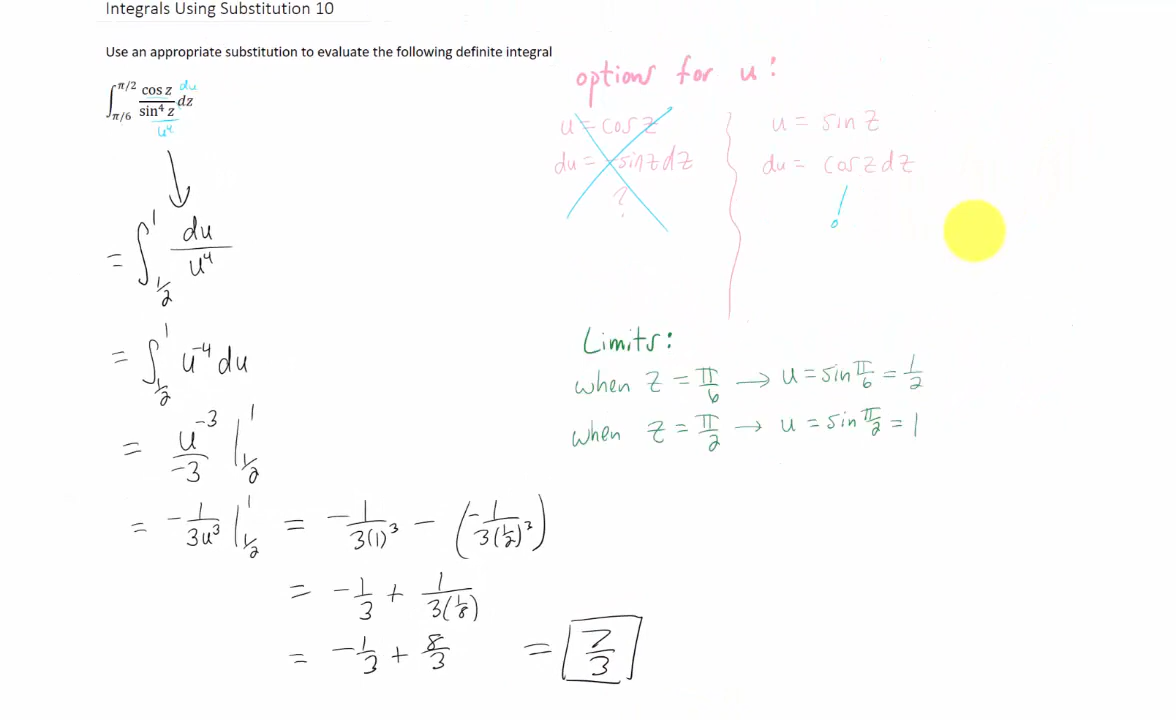 Integrals Using Substitution 10
Use an appropriate substitution to evaluate the following definite integral
∫_{π/6}^{π/2} cos z / sin⁴ z dz
du
u⁴
= ∫_{1/2}^{1} du / u⁴
= ∫_{1/2}^{1} u⁻⁴ du
= u⁻³ / -3 |_{1/2}^{1}
= -1/3u³ |_{1/2}^{1} = -1/3(1)³ - (-1/3(1/2)³)
= -1/3 + 1/3(1/8)
= -1/3 + 8/3 = 7/3
options for u:
u = cos z
du = -sin z dz
?
u = sin z
du = cos z dz
!
Limits:
when z = π/6 → u = sin π/6 = 1/2
when z = π/2 → u = sin π/2 = 1